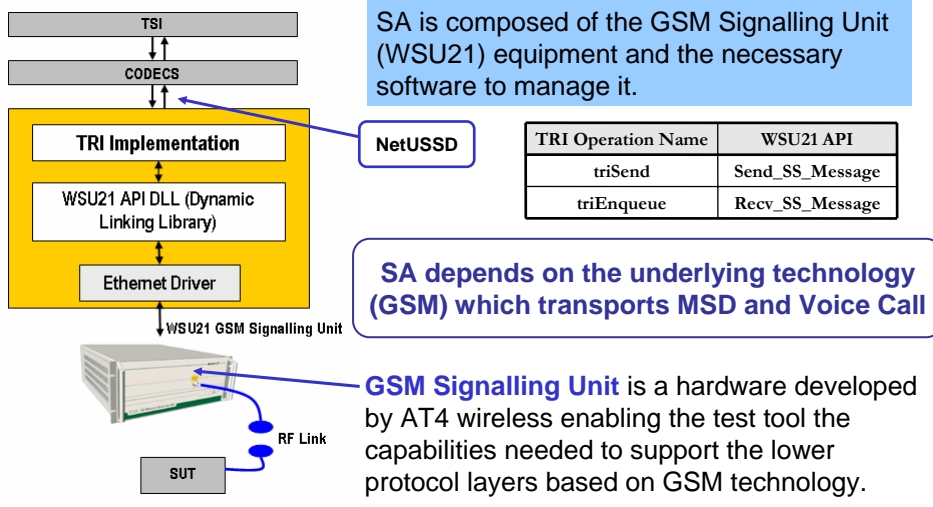 TSI
CODECS
TRI Implementation
WSU21 API DLL (Dynamic
Linking Library)
Ethernet Driver
WSU21 GSM Signalling Unit
RF Link
SUT
NetUSSD
SA is composed of the GSM Signalling Unit
(WSU21) equipment and the necessary
software to manage it.
TRI Operation Name WSU21 API
triSend Send_SS_Message
triEnqueue Recv_SS_Message
SA depends on the underlying technology
(GSM) which transports MSD and Voice Call
GSM Signalling Unit is a hardware developed
by AT4 wireless enabling the test tool the
capabilities needed to support the lower
protocol layers based on GSM technology.